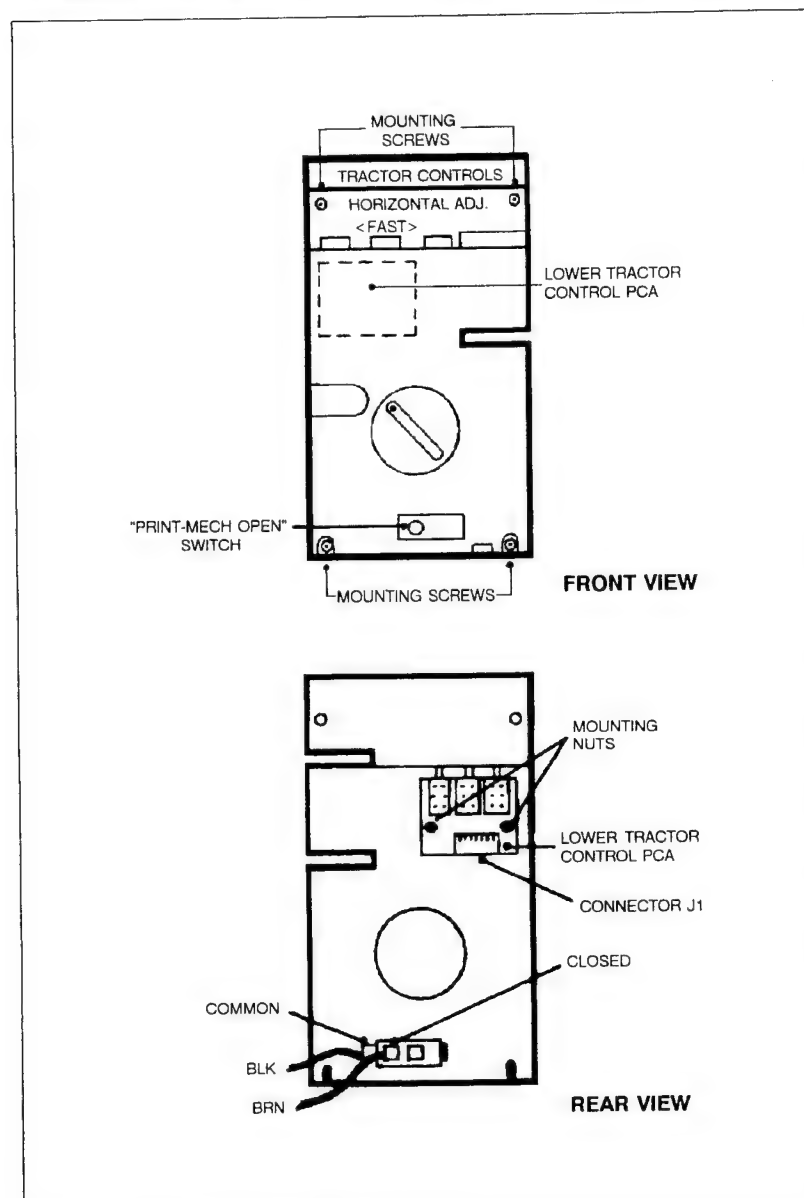 MOUNTING
SCREWS
TRACTOR CONTROLS
HORIZONTAL ADJ.
<FAST>
LOWER TRACTOR
CONTROL PCA
"PRINT-MECH OPEN"
SWITCH
MOUNTING SCREWS
FRONT VIEW
MOUNTING
NUTS
LOWER TRACTOR
CONTROL PCA
CONNECTOR J1
CLOSED
COMMON
BLK
BRN
REAR VIEW